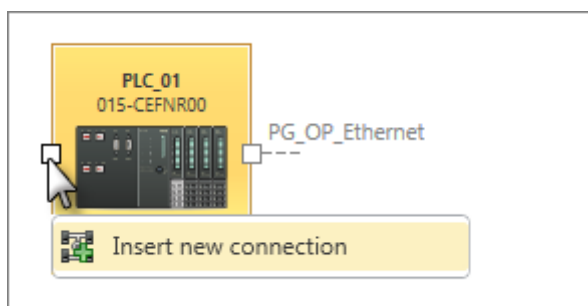 PLC_01
015-CEFNR00
PG_OP_Ethernet
Insert new connection